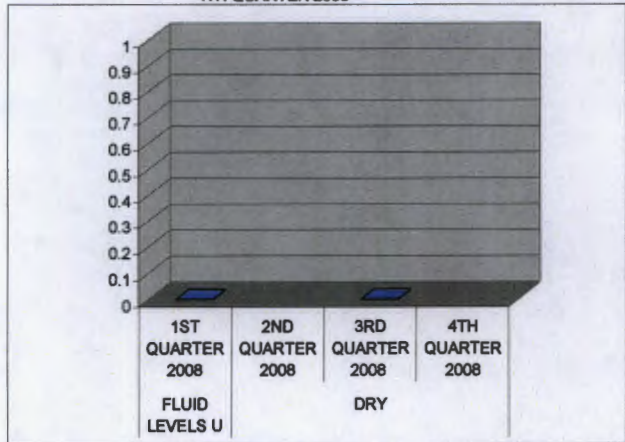 1
0.9
0.8
0.7
0.6
0.5
0.4
0.3
0.2
0.1
0
1ST QUARTER 2008
2ND QUARTER 2008
3RD QUARTER 2008
4TH QUARTER 2008
FLUID LEVELS U
DRY